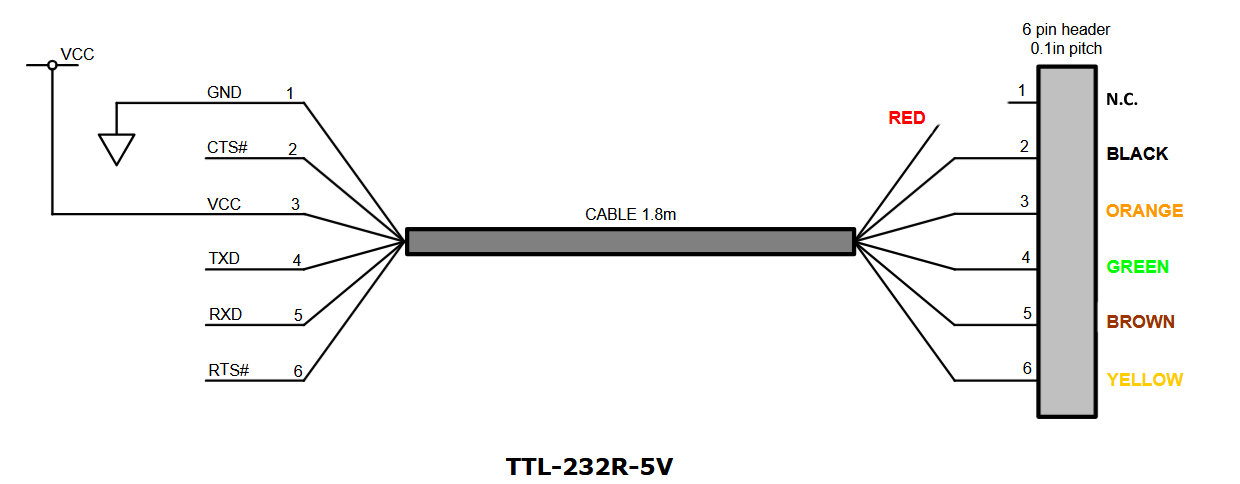 6 pin header
0.1in pitch
VCC
GND 1
CTS# 2
VCC 3
TXD 4
RXD 5
RTS# 6
CABLE 1.8m
RED
1 N.C.
2 BLACK
3 ORANGE
4 GREEN
5 BROWN
6 YELLOW
TTL-232R-5V